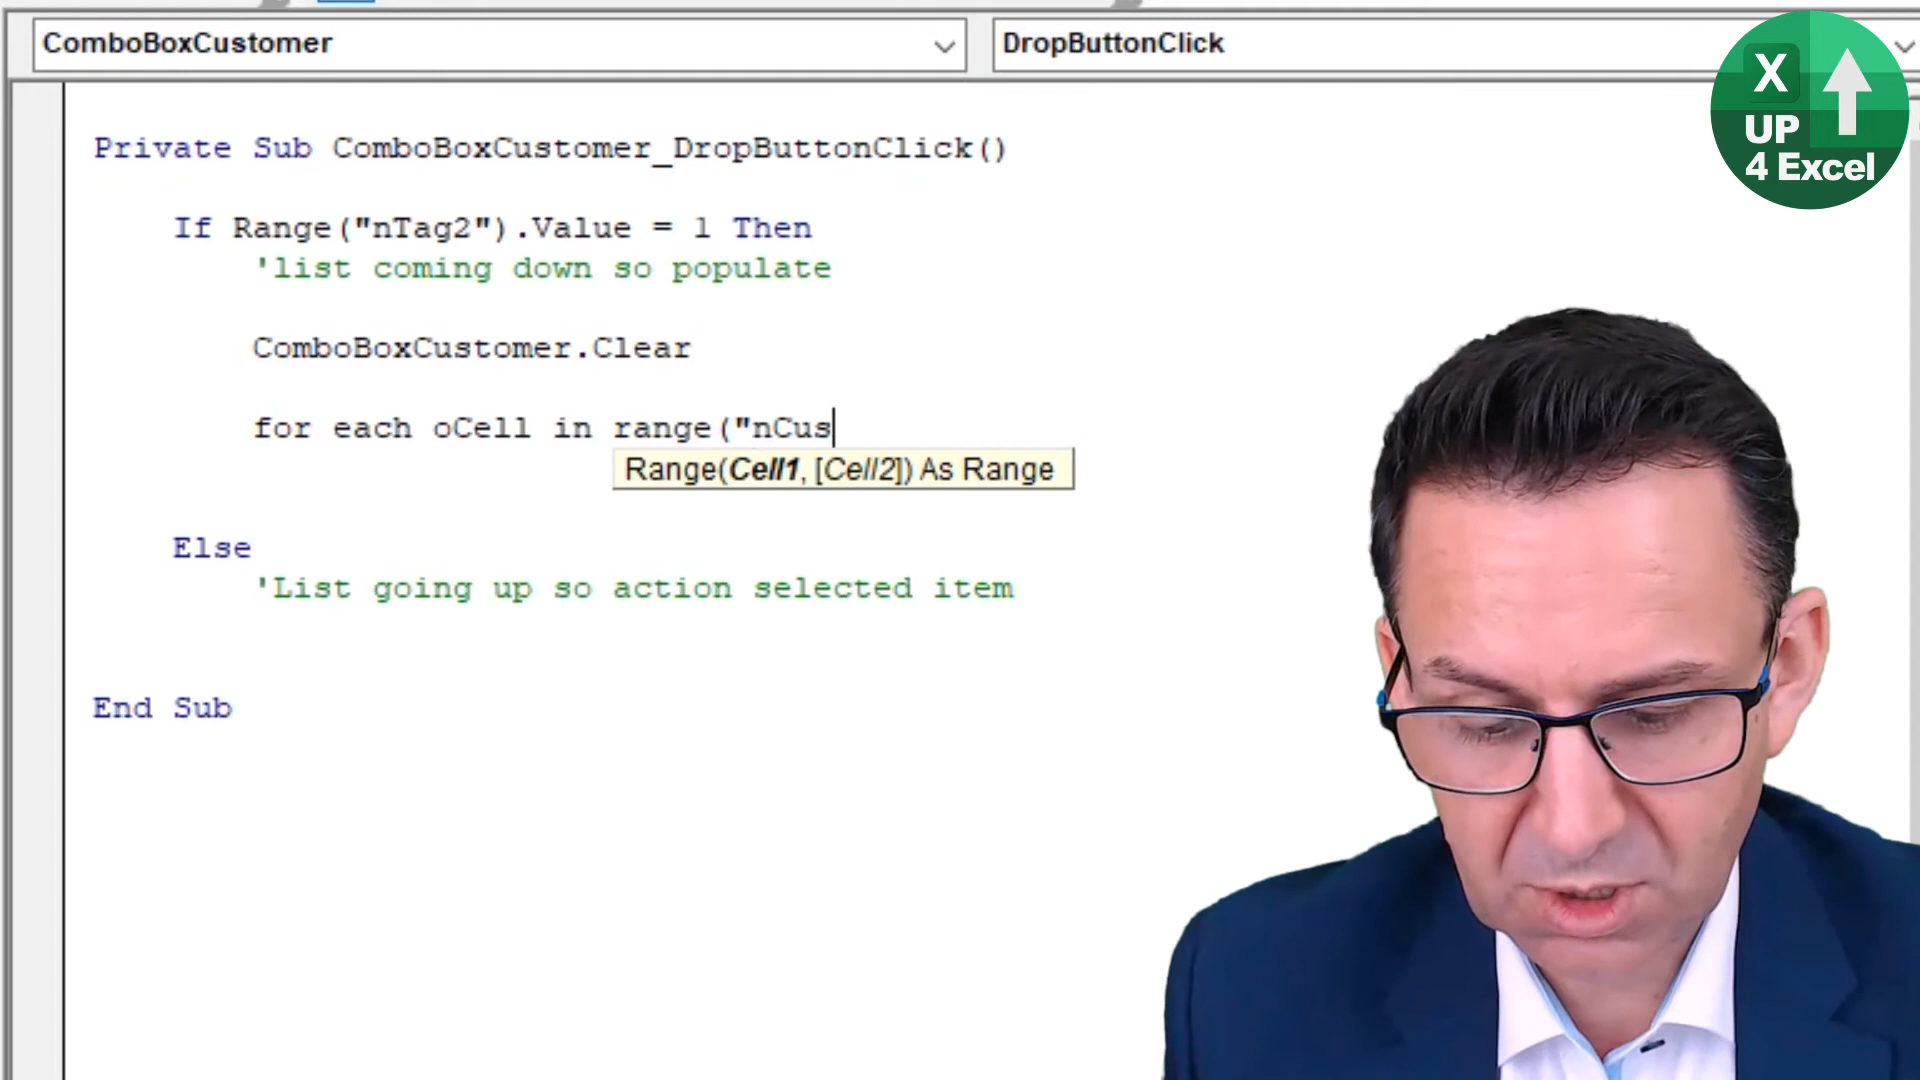 ComboBoxCustomer
DropButtonClick
X
UP
4 Excel
Private Sub ComboBoxCustomer_DropButtonClick()
If Range("nTag2").Value = 1 Then
'list coming down so populate
ComboBoxCustomer.Clear
for each oCell in range("nCus
Range(Cell1, [Cell2]) As Range
Else
'List going up so action selected item
End Sub